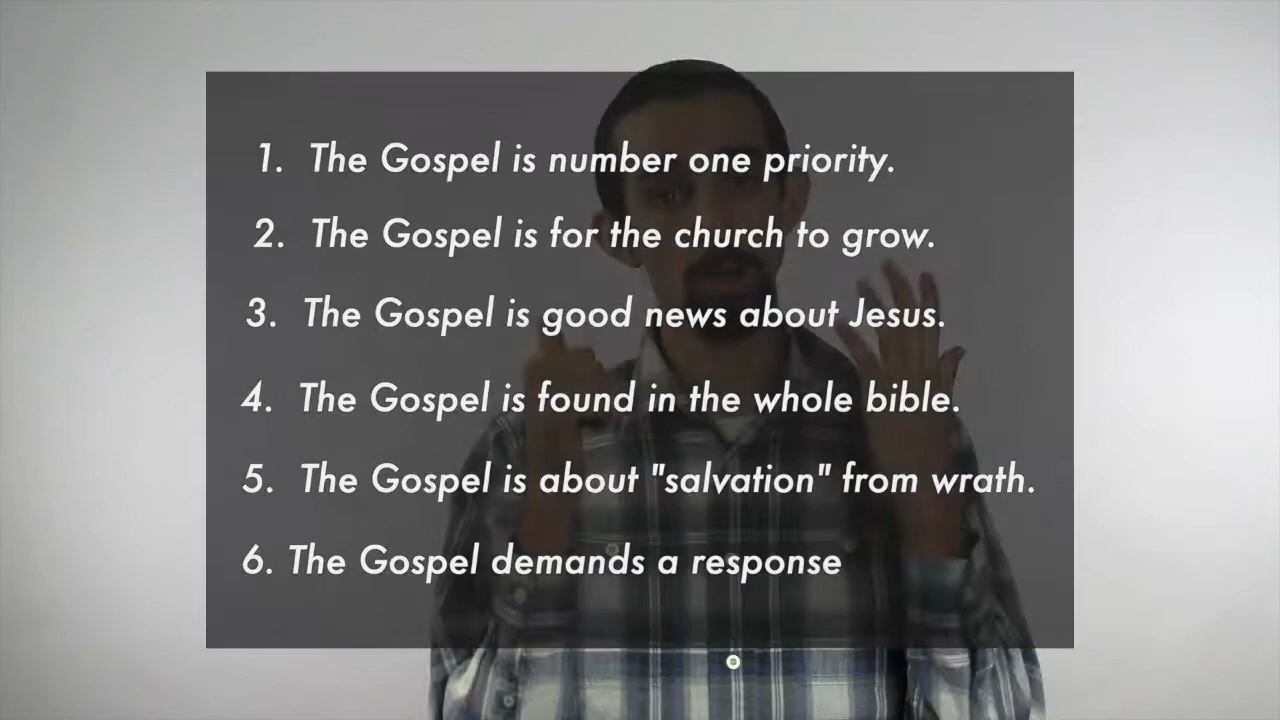 1. The Gospel is number one priority.
2. The Gospel is for the church to grow.
3. The Gospel is good news about Jesus.
4. The Gospel is found in the whole bible.
5. The Gospel is about "salvation" from wrath.
6. The Gospel demands a response